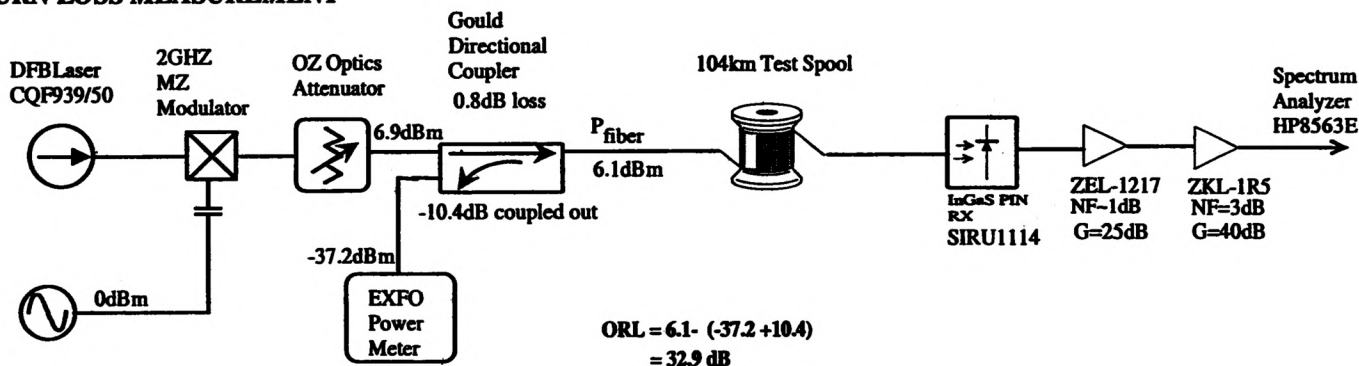 DFBLaser
CQF939/50
2GHZ
MZ
Modulator
OZ Optics
Attenuator
Gould
Directional
Coupler
0.8dB loss
104km Test Spool
Spectrum
Analyzer
HP8563E
6.9dBm
Pfiber
6.1dBm
-10.4dB coupled out
InGaS PIN
RX
SIRU1114
ZEL-1217
NF~1dB
G=25dB
ZKL-1R5
NF=3dB
G=40dB
-37.2dBm
0dBm
EXFO
Power
Meter
ORL = 6.1- (-37.2 +10.4)
= 32.9 dB